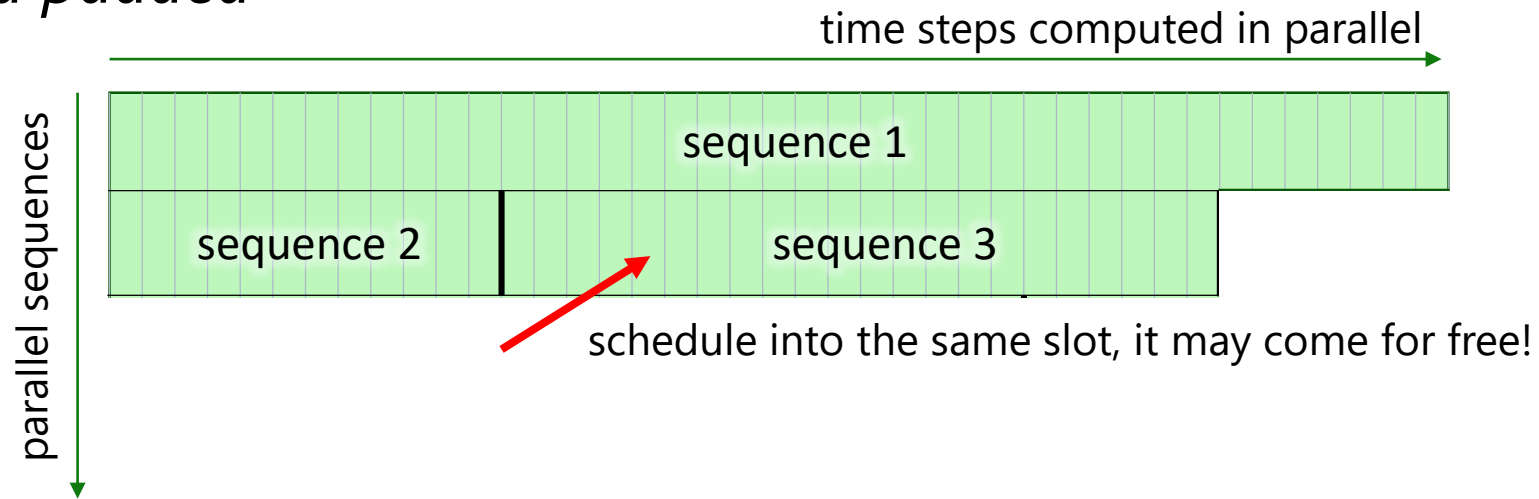 padded
time steps computed in parallel
parallel sequences
sequence 1
sequence 2
sequence 3
schedule into the same slot, it may come for free!